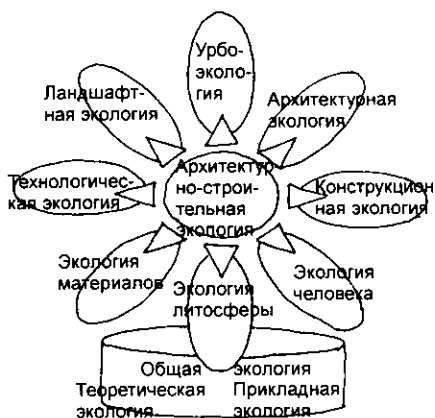 Урбо-
эколо-
гия
Ландшафт-
ная экология
Архитектурная
экология
Архитектур-
но-строи-
тельная
экология
Технологичес-
кая экология
Конструкцион-
ная экология
Экология
материалов
Экология
литосферы
Экология
человека
Общая экология
Теоретическая Прикладная
экология экология